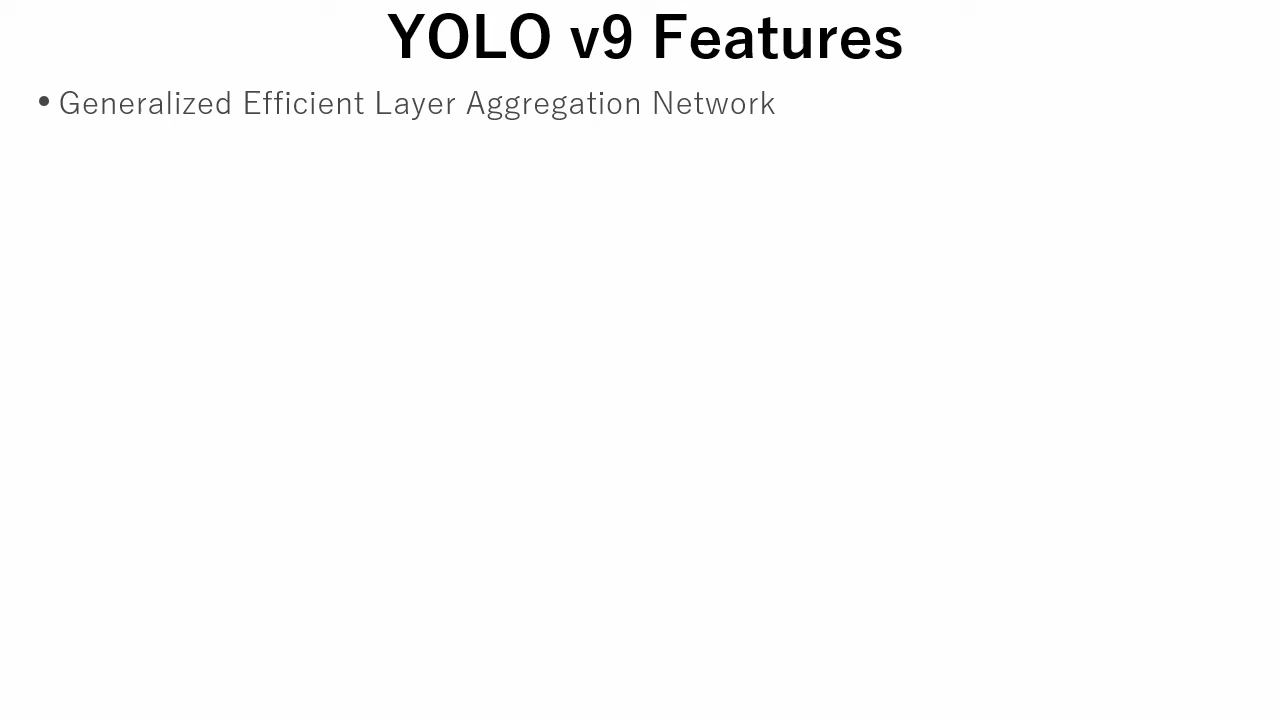 YOLO v9 Features
• Generalized Efficient Layer Aggregation Network